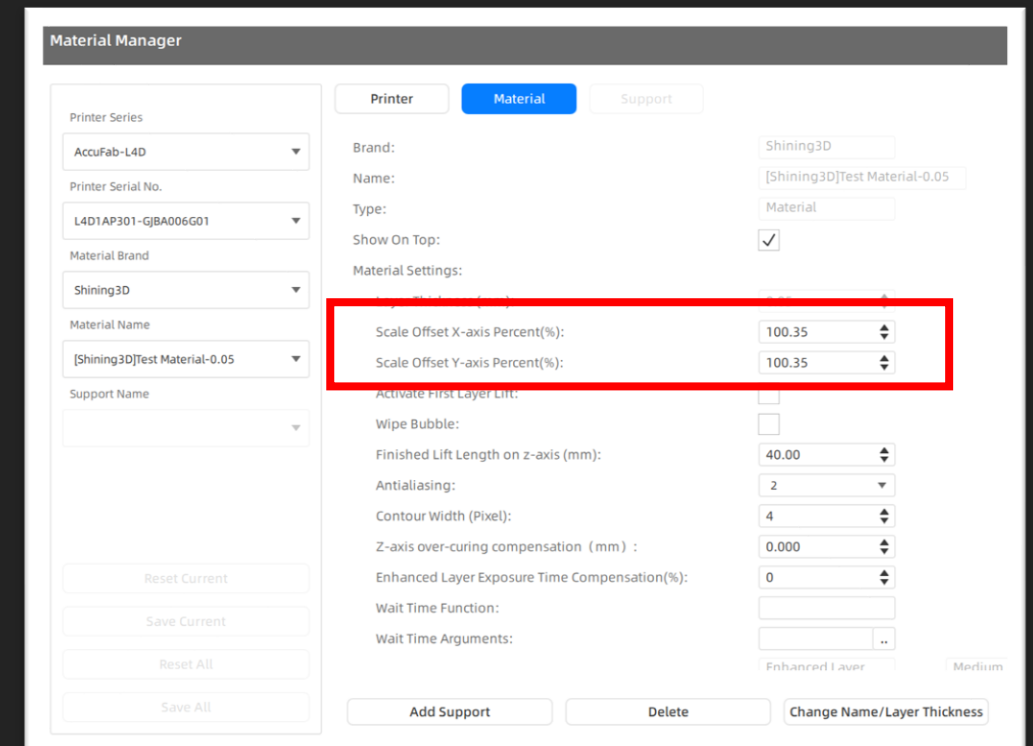 Material Manager
Printer Series
AccuFab-L4D
Printer Serial No.
L4D1AP301-GJBA006G01
Material Brand
Shining3D
Material Name
[Shining3D]Test Material-0.05
Support Name
Reset Current
Save Current
Reset All
Save All
Printer Material Support
Brand: Shining3D
Name: [Shining3D]Test Material-0.05
Type: Material
Show On Top:
Material Settings:
Scale Offset X-axis Percent(%): 100.35
Scale Offset Y-axis Percent(%): 100.35
Activate First Layer Lift:
Wipe Bubble:
Finished Lift Length on z-axis (mm): 40.00
Antialiasing: 2
Contour Width (Pixel): 4
Z-axis over-curing compensation（mm）: 0.000
Enhanced Layer Exposure Time Compensation(%): 0
Wait Time Function:
Wait Time Arguments: ..
Enhanced Layer Medium
Add Support Delete Change Name/Layer Thickness